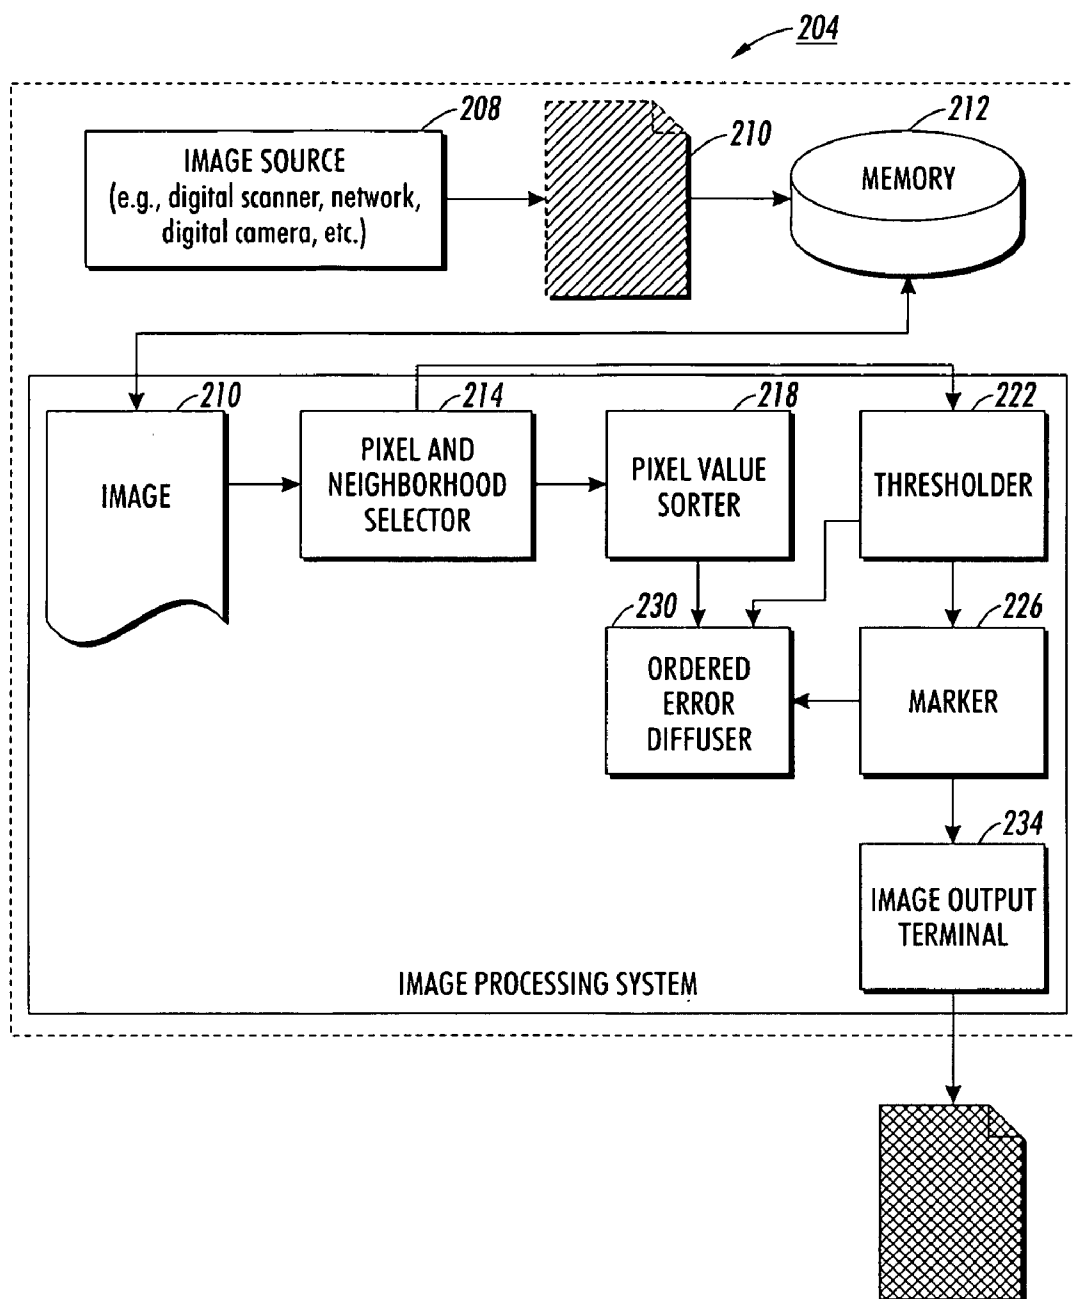 204
208
IMAGE SOURCE
(e.g., digital scanner, network,
digital camera, etc.)
210
212
MEMORY
210
IMAGE
214
PIXEL AND
NEIGHBORHOOD
SELECTOR
218
PIXEL VALUE
SORTER
222
THRESHOLDER
230
ORDERED
ERROR
DIFFUSER
226
MARKER
234
IMAGE OUTPUT
TERMINAL
IMAGE PROCESSING SYSTEM